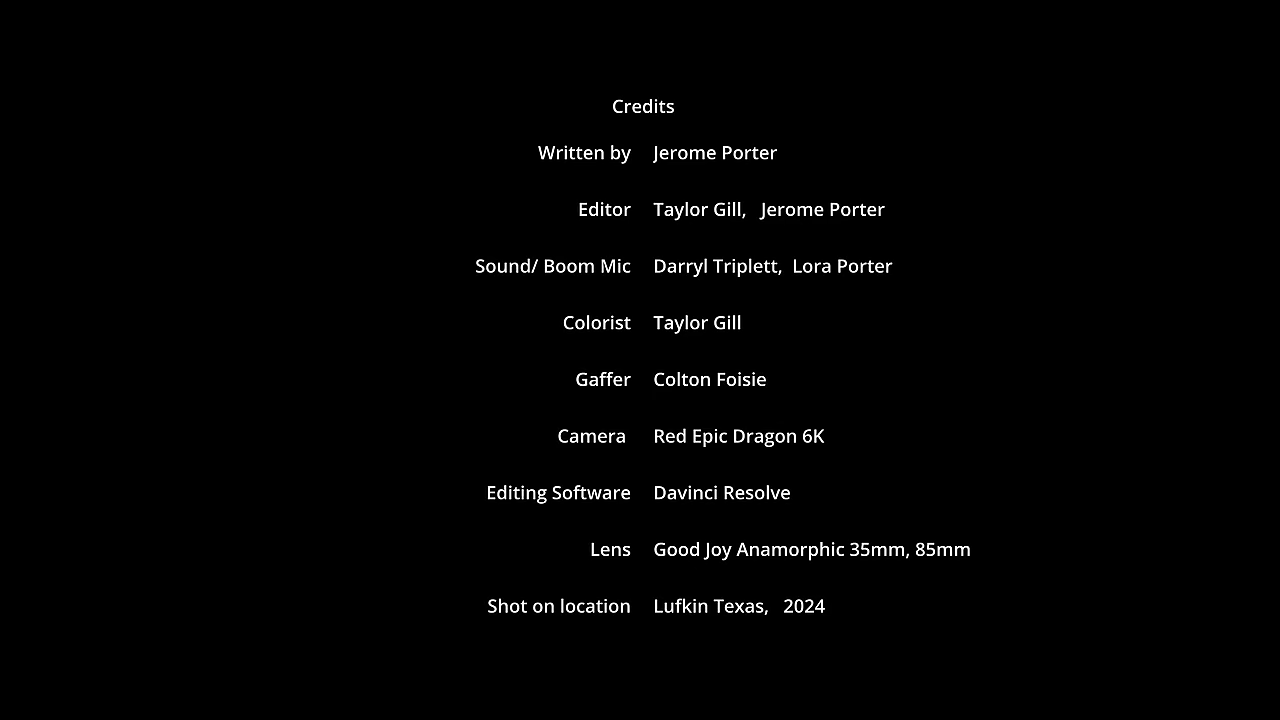 Credits
Written by Jerome Porter
Editor Taylor Gill, Jerome Porter
Sound/ Boom Mic Darryl Triplett, Lora Porter
Colorist Taylor Gill
Gaffer Colton Foisie
Camera Red Epic Dragon 6K
Editing Software Davinci Resolve
Lens Good Joy Anamorphic 35mm, 85mm
Shot on location Lufkin Texas, 2024